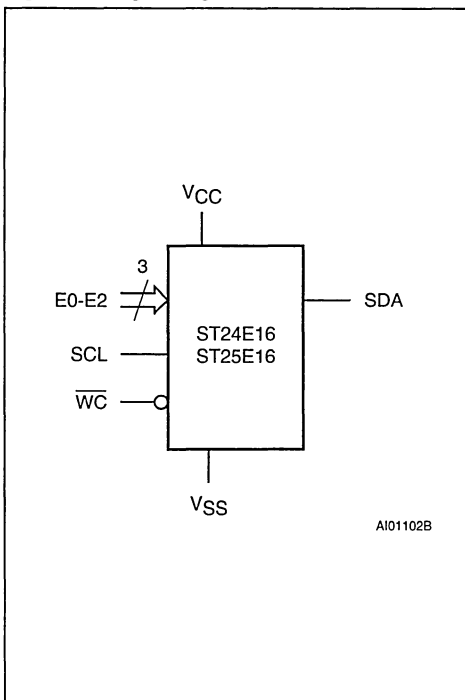 VCC
3
E0-E2
SDA
ST24E16
ST25E16
SCL
WC
VSS
AI01102B